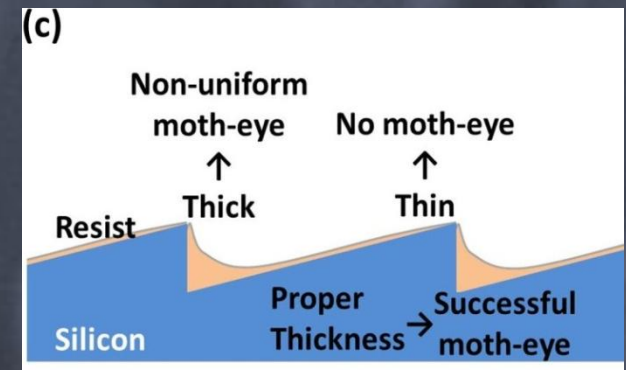 (c)
Non-uniform
moth-eye
↑
Thick
No moth-eye
↑
Thin
Resist
Proper
Thickness → Successful
moth-eye
Silicon